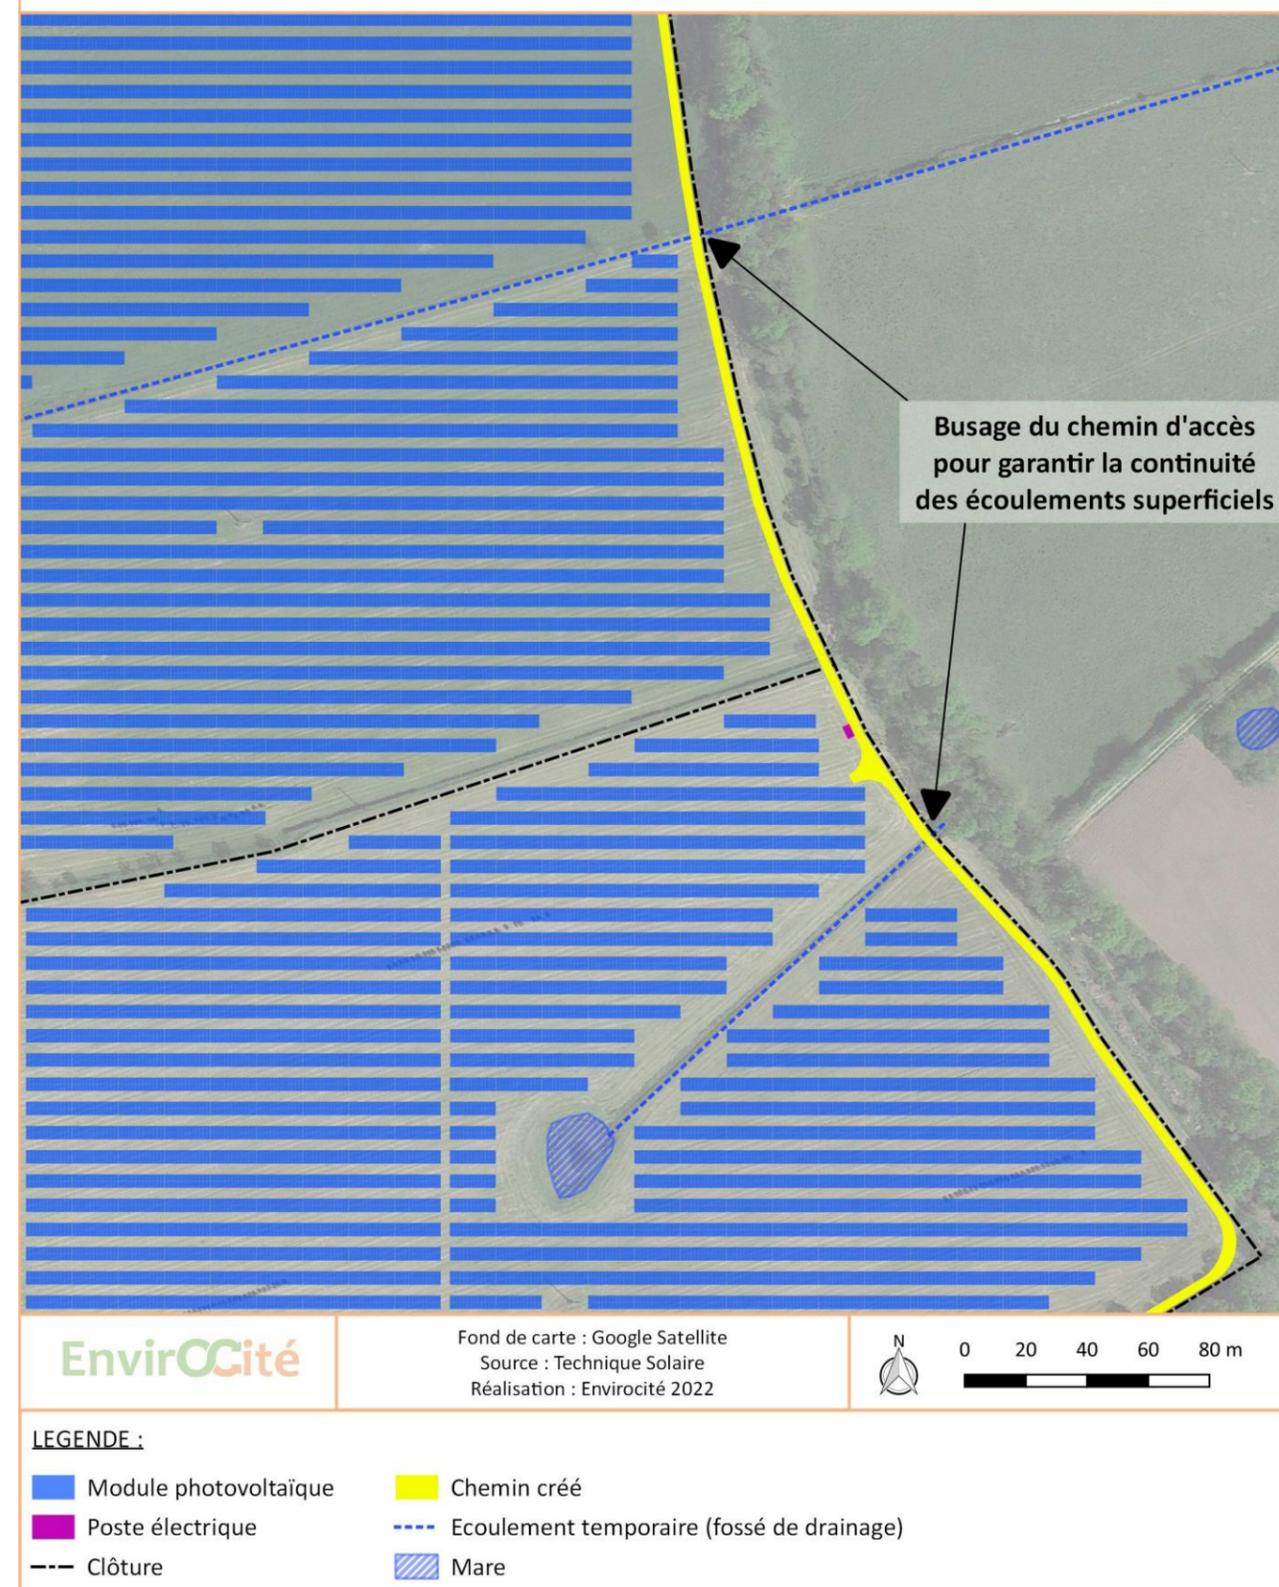 Busage du chemin d'accès
pour garantir la continuité
des écoulements superficiels
EnvirOCité
Fond de carte : Google Satellite
Source : Technique Solaire
Réalisation : Envirocité 2022
N
0 20 40 60 80 m
LEGENDE :
Module photovoltaïque
Chemin créé
Poste électrique
Ecoulement temporaire (fossé de drainage)
Clôture
Mare